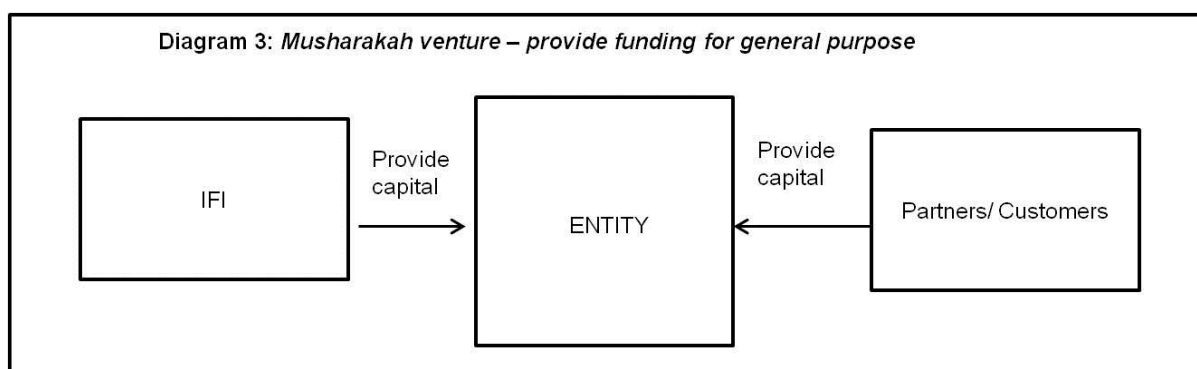 Diagram 3: Musharakah venture – provide funding for general purpose
IFI
Provide
capital
ENTITY
Provide
capital
Partners/ Customers